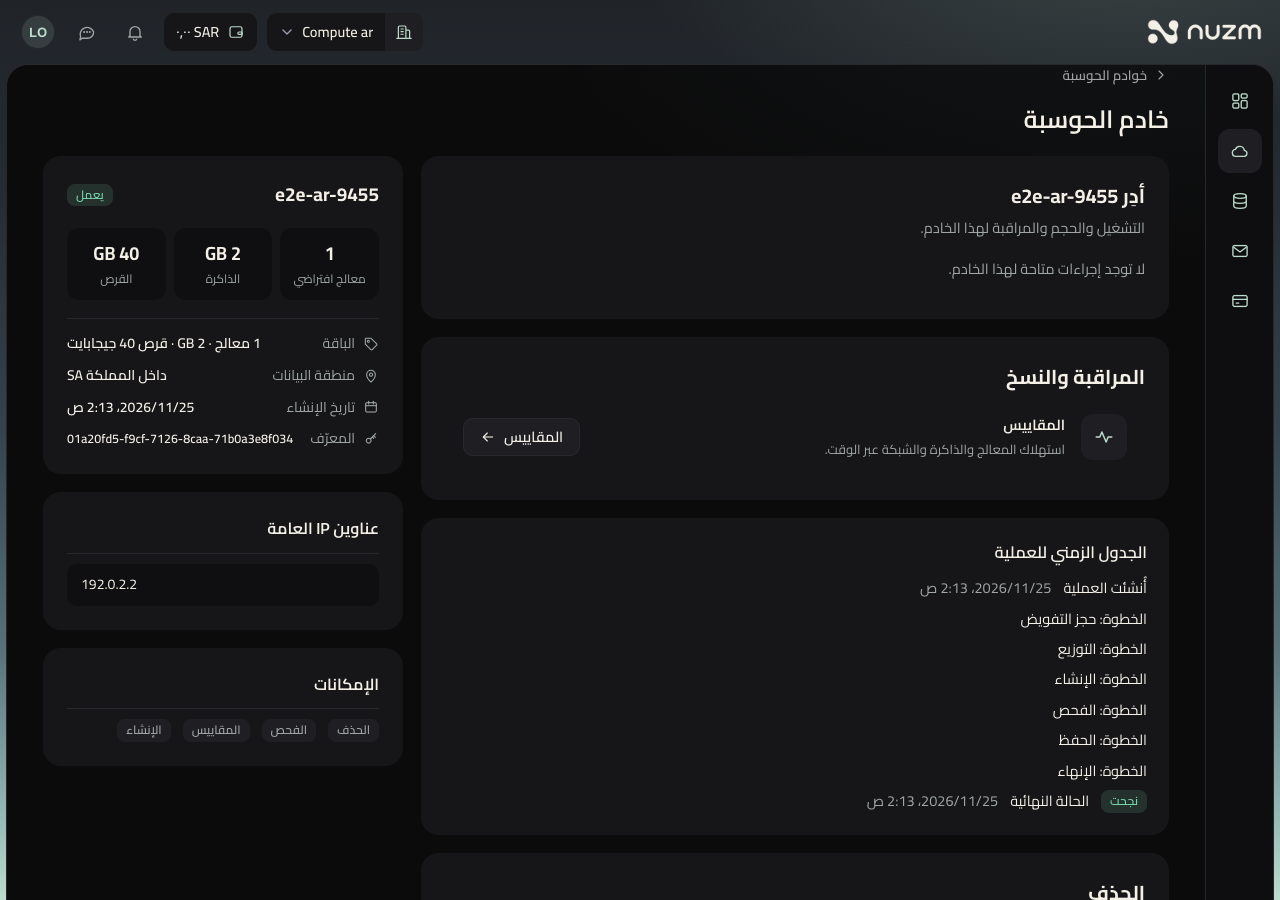 nuzm
Compute ar
٠,٠٠ SAR
LO
خوادم الحوسبة
خادم الحوسبة
أدِر e2e-ar-9455
التشغيل والحجم والمراقبة لهذا الخادم.
لا توجد إجراءات متاحة لهذا الخادم.
المراقبة والنسخ
المقاييس
استهلاك المعالج والذاكرة والشبكة عبر الوقت.
المقاييس
الجدول الزمني للعملية
أُنشئت العملية 2026/11/25، 2:13 ص
الخطوة: حجز التفويض
الخطوة: التوزيع
الخطوة: الإنشاء
الخطوة: الفحص
الخطوة: الحفظ
الخطوة: الإنهاء
نجحت الحالة النهائية 2026/11/25، 2:13 ص
الحذف
e2e-ar-9455 يعمل
1 معالج افتراضي
2 GB الذاكرة
40 GB القرص
الباقة 1 معالج · 2 GB · قرص 40 جيجابايت
منطقة البيانات داخل المملكة SA
تاريخ الإنشاء 2026/11/25، 2:13 ص
المعرّف 01a20fd5-f9cf-7126-8caa-71b0a3e8f034
عناوين IP العامة
192.0.2.2
الإمكانات
الحذف الفحص المقاييس الإنشاء